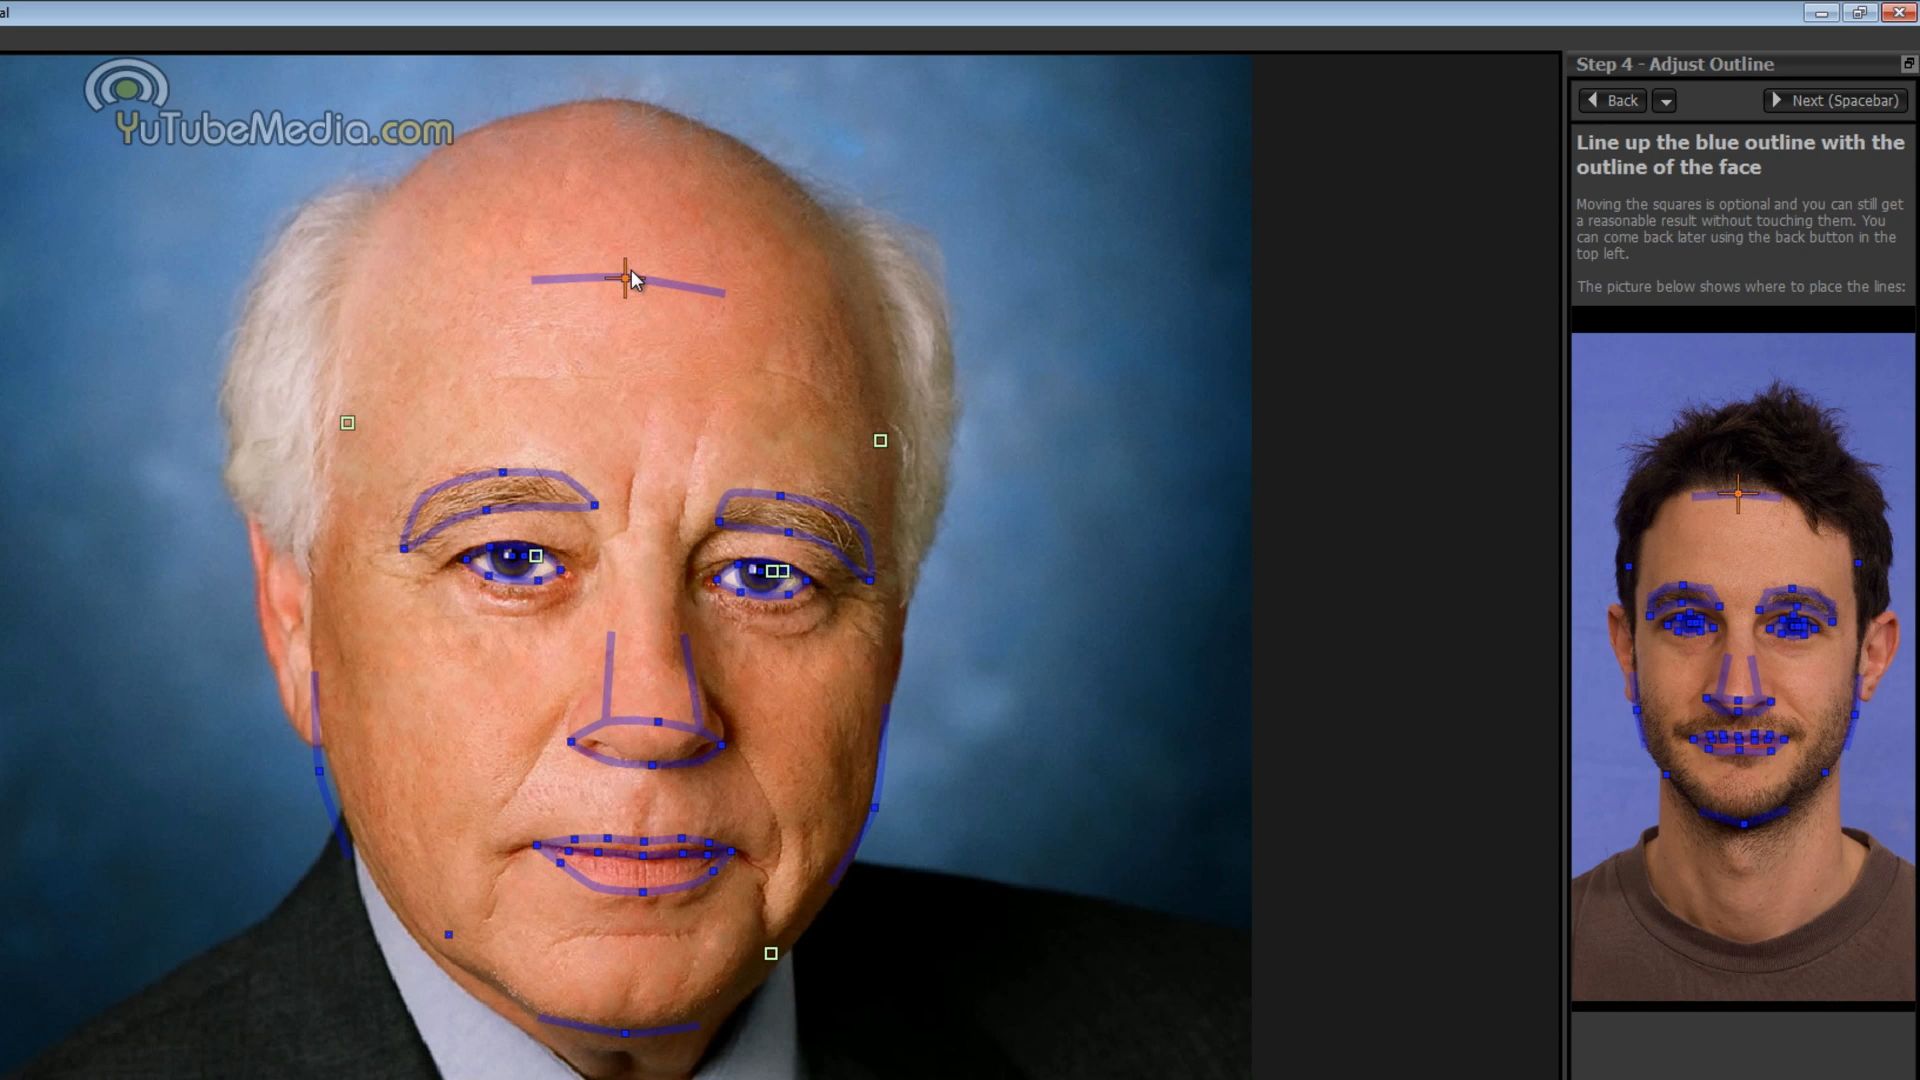 al
YuTubeMedia.com
Step 4 - Adjust Outline
Back
Next (Spacebar)
Line up the blue outline with the
outline of the face
Moving the squares is optional and you can still get
a reasonable result without touching them. You
can come back later using the back button in the
top left.
The picture below shows where to place the lines: